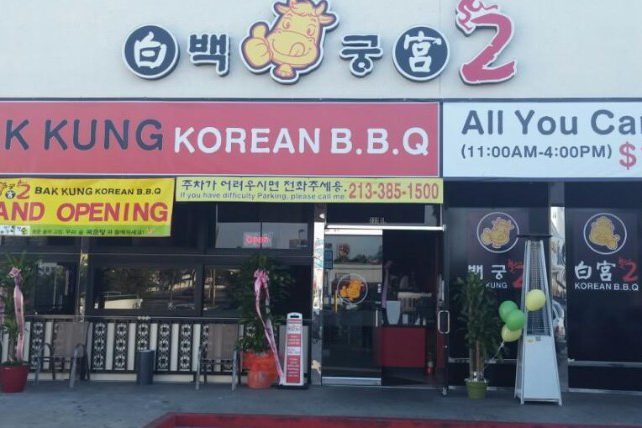 白백 궁宮2
AK KUNG KOREAN B.B.Q
All You Ca
(11:00AM-4:00PM) $
2 BAK KUNG KOREAN B.B.Q
AND OPENING
주차가 어려우시면 전화주세용. 213-385-1500
If you have difficulty Parking, please call me.
OPEN
백궁2
KUNG
白宮2
KOREAN B.B.Q